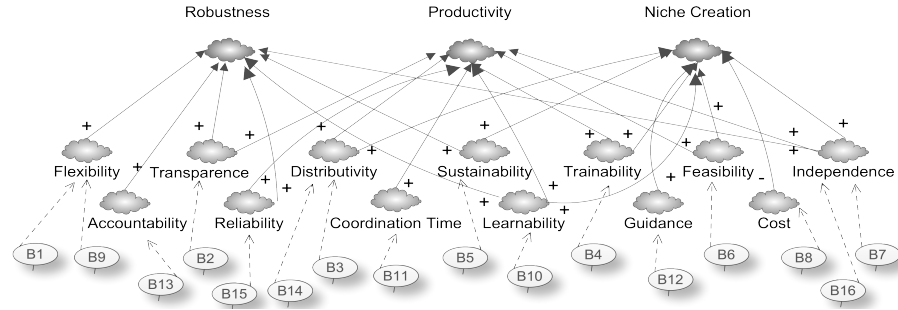 Robustness Productivity Niche Creation
+ + + + + + + + + + + +
Flexibility Transparence Distributivity Sustainability Trainability Feasibility Independence
+ + + + + + + + -
Accountability Reliability Coordination Time Learnability Guidance Cost
B1 B9 B2 B3 B5 B4 B6 B8 B7
B13 B15 B14 B11 B10 B12 B16